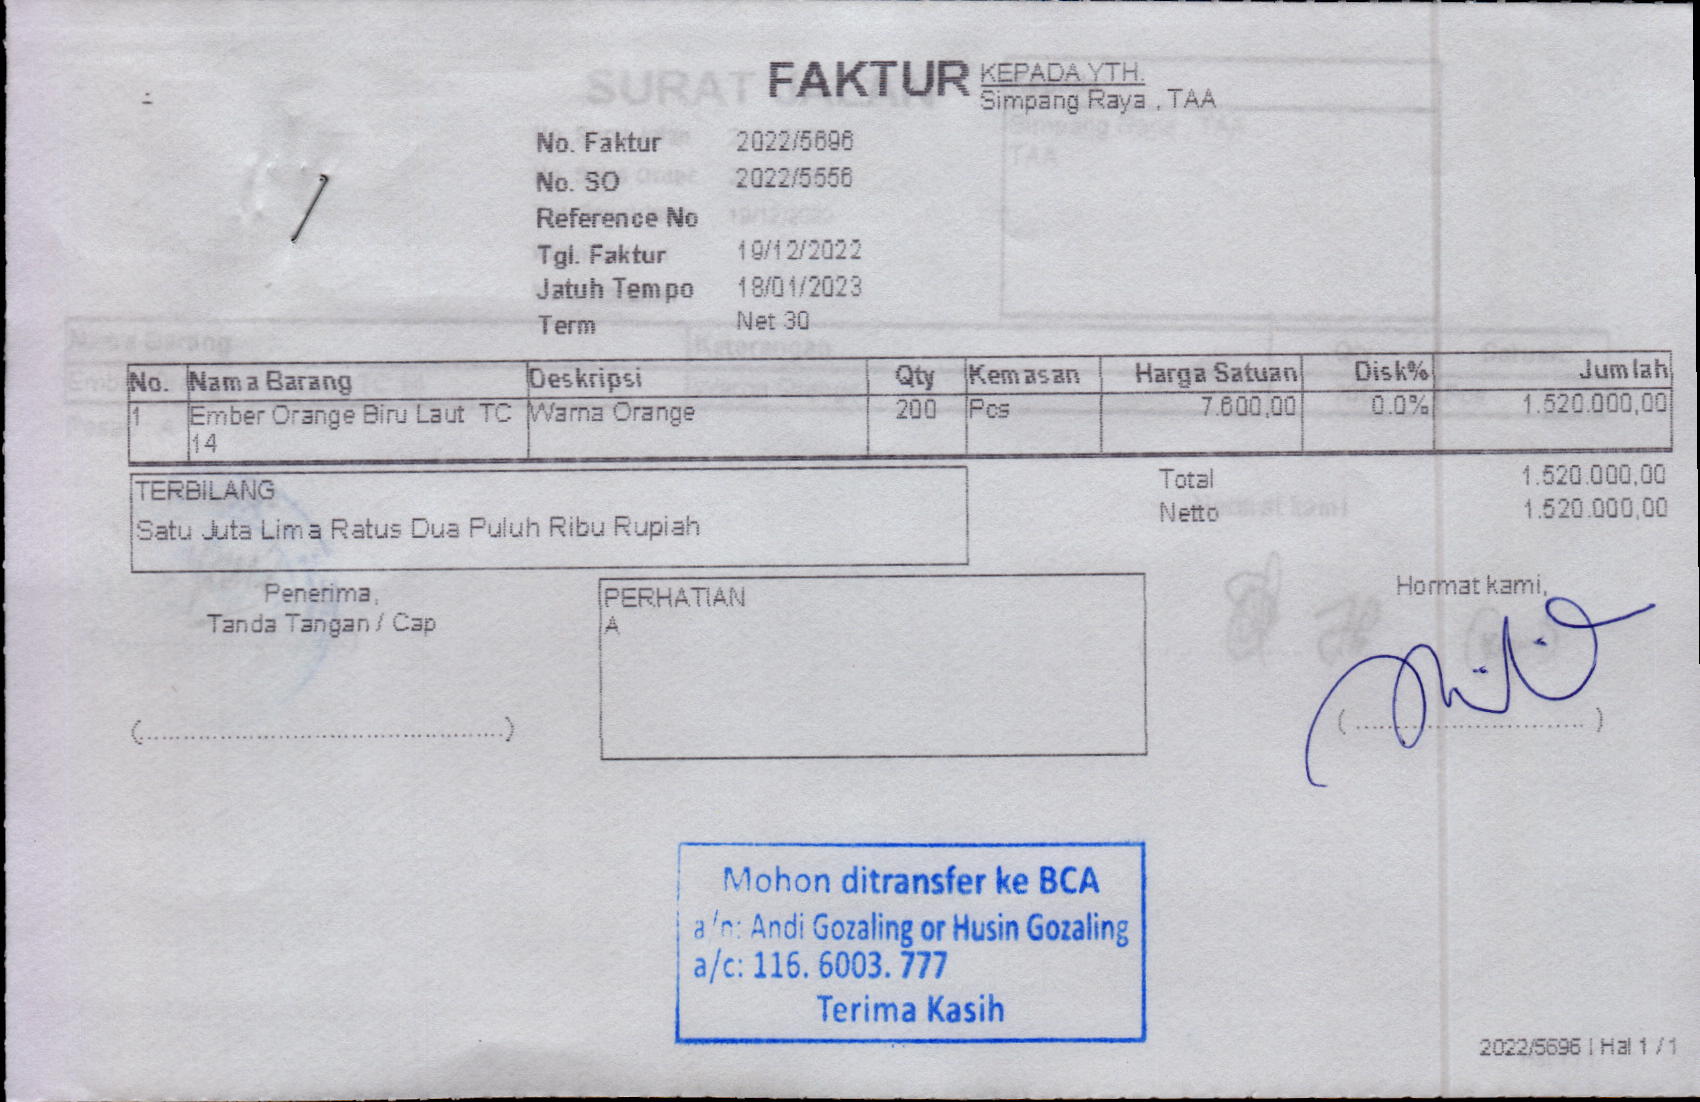 FAKTUR
KEPADA YTH.
Simpang Raya , TAA
No. Faktur 2022/5696
No. SO 2022/5556
Reference No
Tgl. Faktur 19/12/2022
Jatuh Tempo 18/01/2023
Term Net 30
No. Nama Barang Deskripsi Qty Kemasan Harga Satuan Disk% Jumlah
1 Ember Orange Biru Laut TC Warna Orange 200 Pcs 7.600,00 0.0% 1.520.000,00
14
TERBILANG
Satu Juta Lima Ratus Dua Puluh Ribu Rupiah
Total 1.520.000,00
Netto 1.520.000,00
Penerima,
Tanda Tangan / Cap
(..................................................)
PERHATIAN
A
Hormat kami,
(................................)
Mohon ditransfer ke BCA
a/n: Andi Gozaling or Husin Gozaling
a/c: 116. 6003. 777
Terima Kasih
2022/5696 | Hal 1 / 1